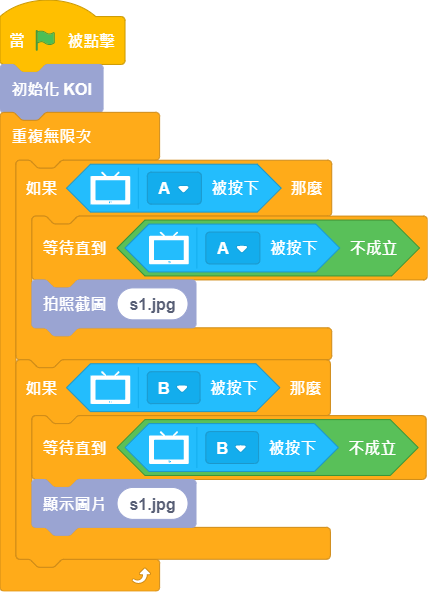 當 被點擊
初始化 KOI
重複無限次
如果 A 被按下 那麼
等待直到 A 被按下 不成立
拍照截圖 s1.jpg
如果 B 被按下 那麼
等待直到 B 被按下 不成立
顯示圖片 s1.jpg